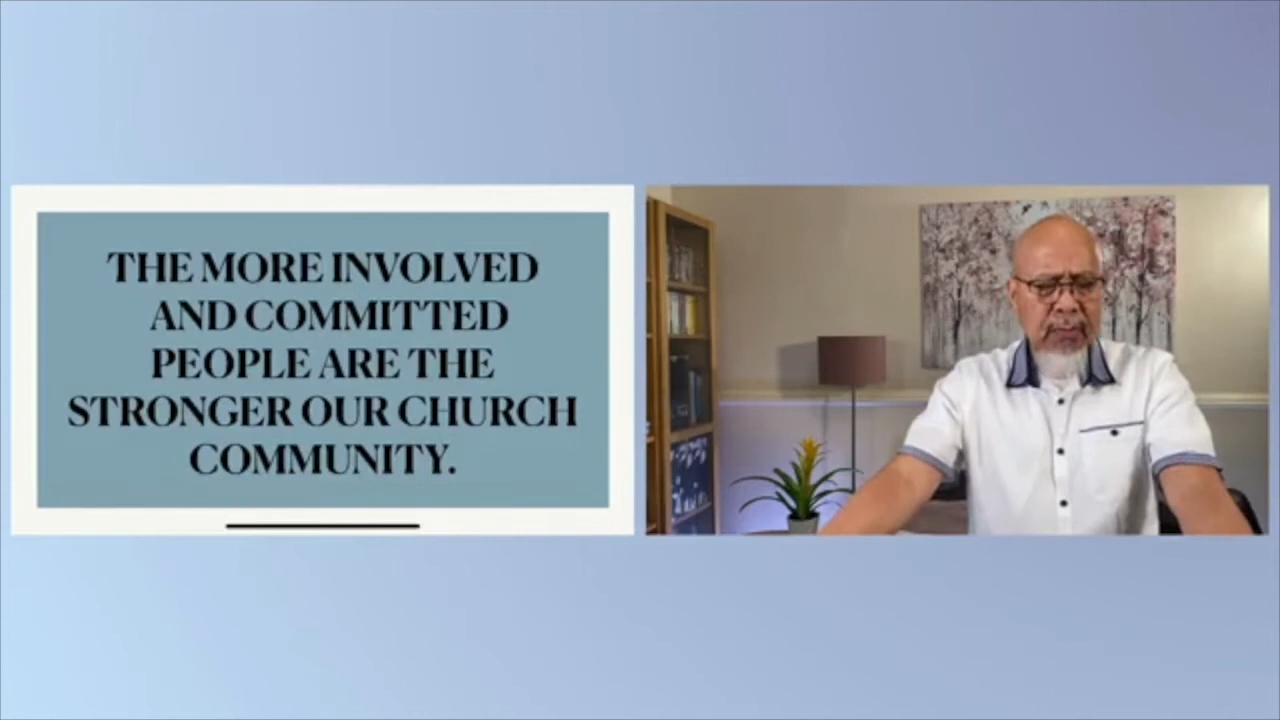 THE MORE INVOLVED
AND COMMITTED
PEOPLE ARE THE
STRONGER OUR CHURCH
COMMUNITY.